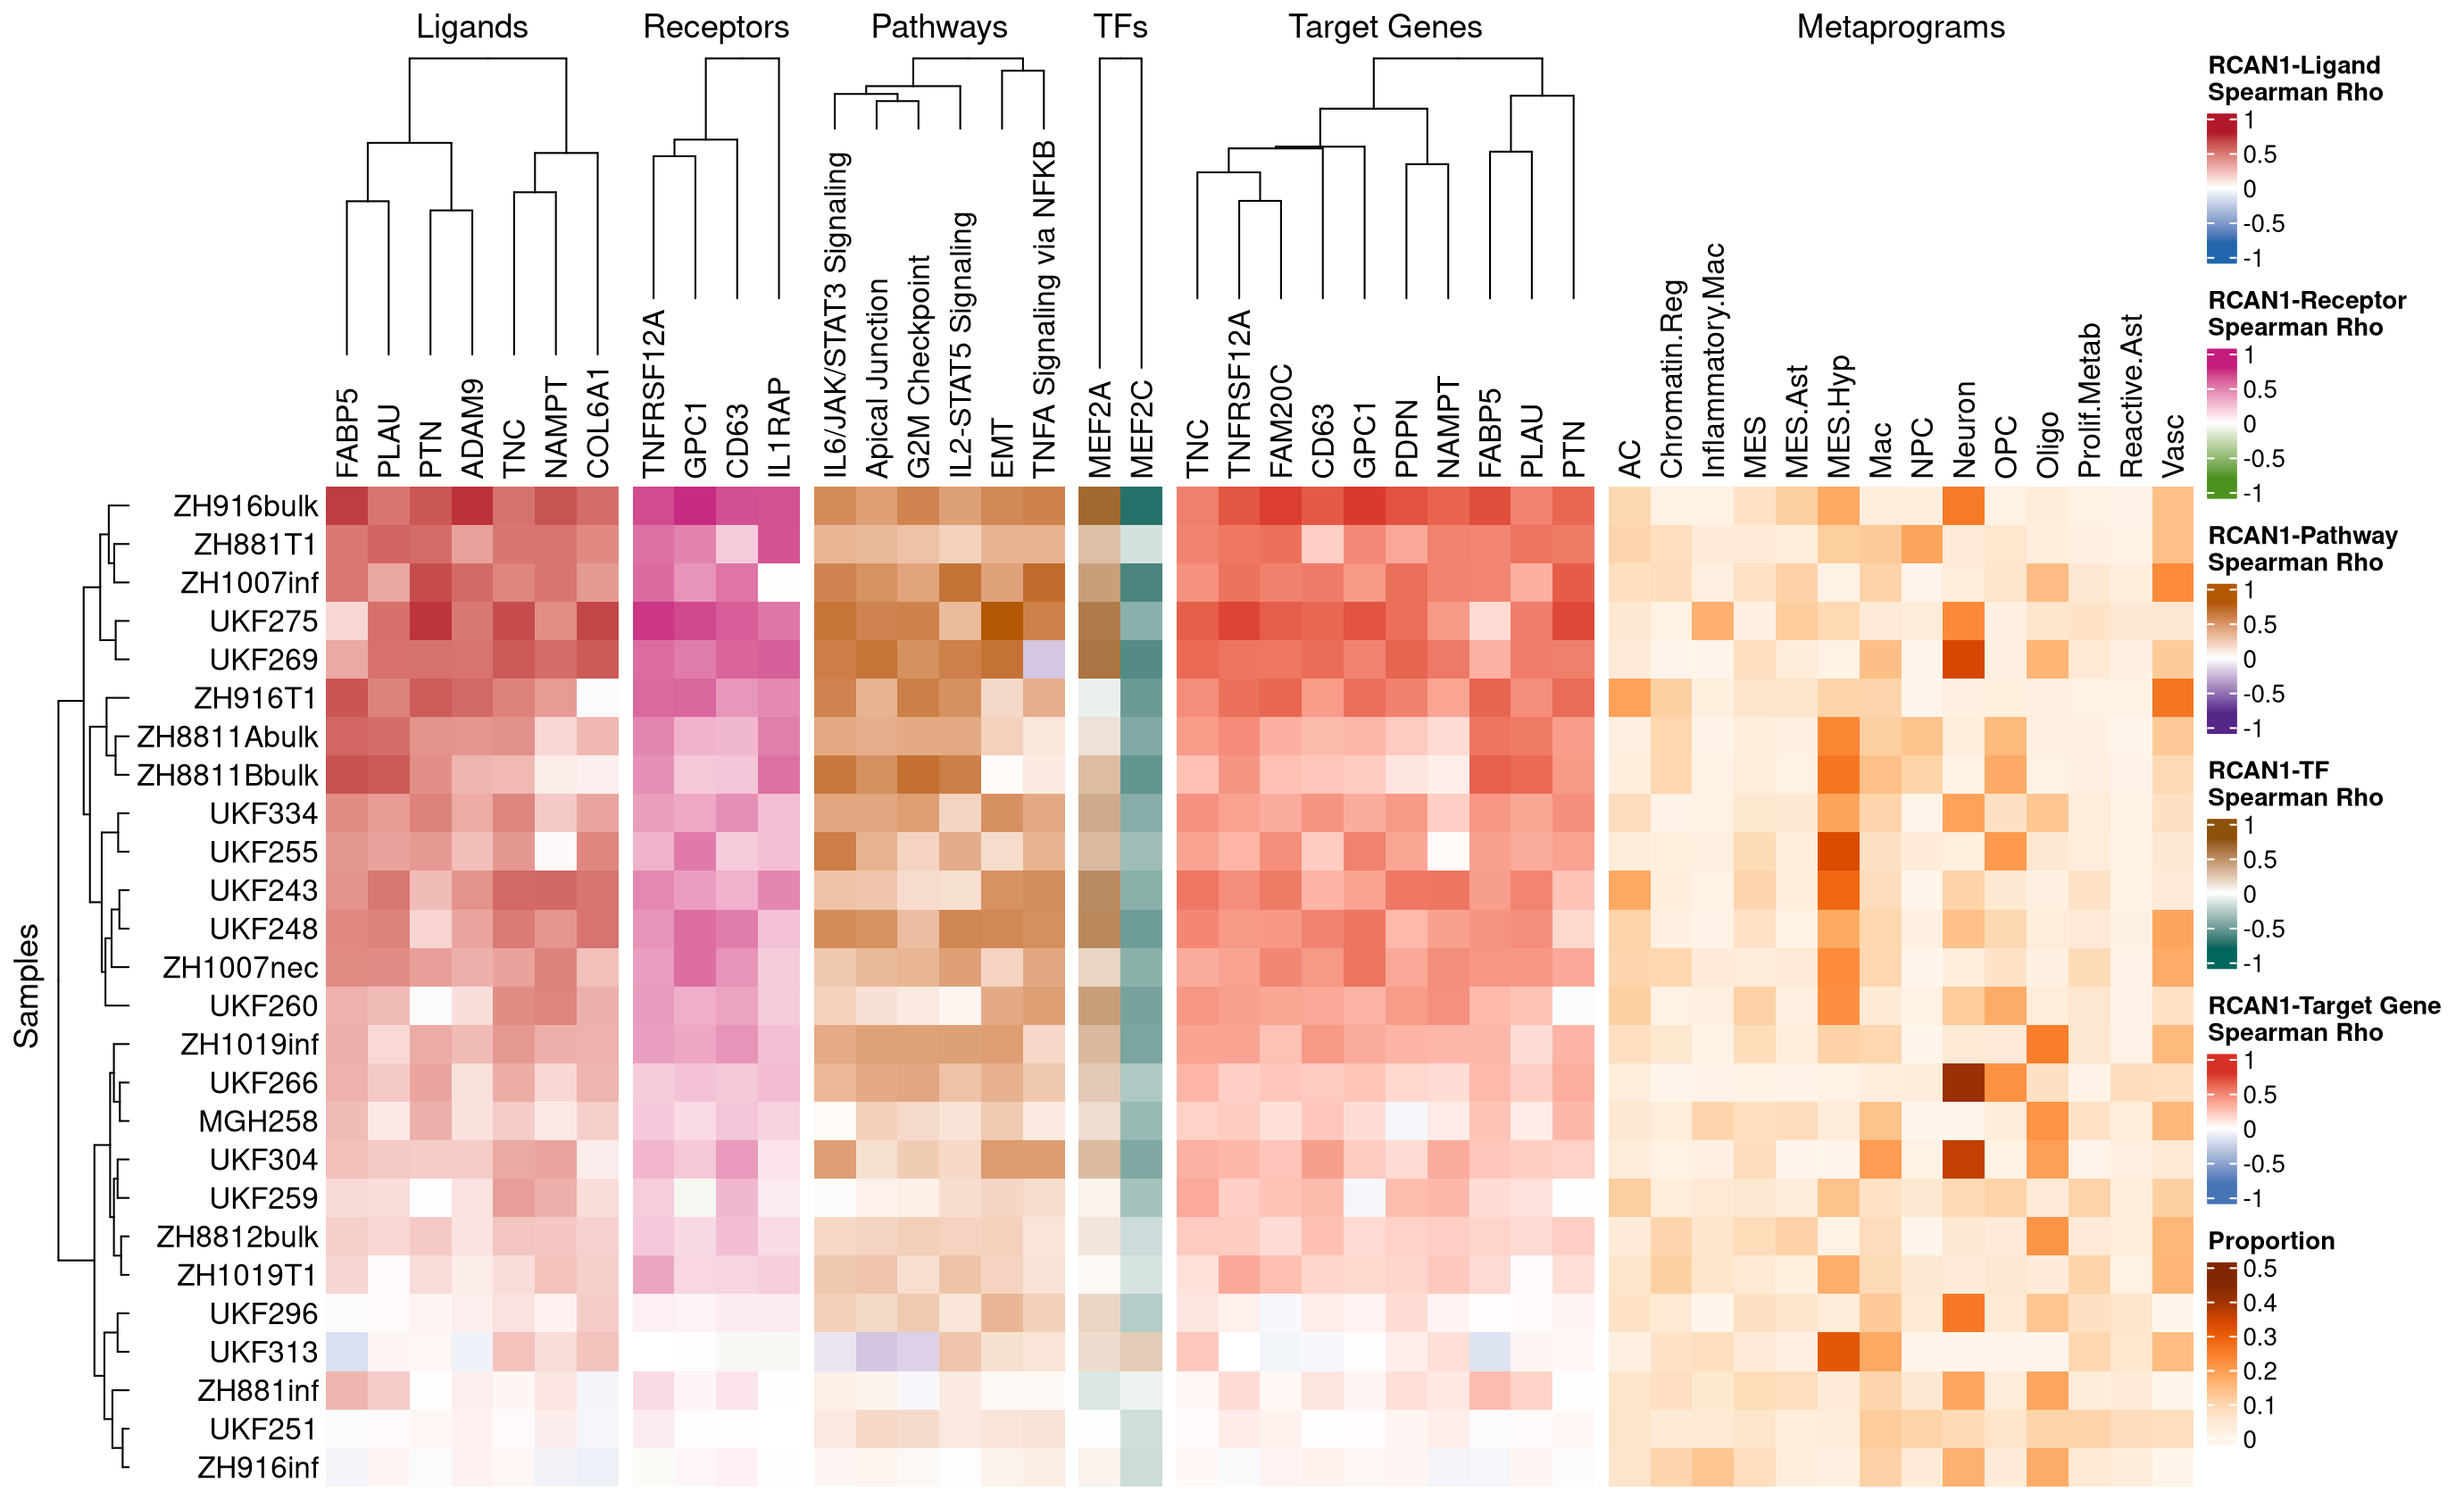 Ligands
Receptors
Pathways
TFs
Target Genes
Metaprograms
FABP5
PLAU
PTN
ADAM9
TNC
NAMPT
COL6A1
TNFRSF12A
GPC1
CD63
IL1RAP
IL6/JAK/STAT3 Signaling
Apical Junction
G2M Checkpoint
IL2-STAT5 Signaling
EMT
TNFA Signaling via NFKB
MEF2A
MEF2C
TNC
TNFRSF12A
FAM20C
CD63
GPC1
PDPN
NAMPT
FABP5
PLAU
PTN
AC
Chromatin.Reg
Inflammatory.Mac
MES
MES.Ast
MES.Hyp
Mac
NPC
Neuron
OPC
Oligo
Prolif.Metab
Reactive.Ast
Vasc
Samples
ZH916bulk
ZH881T1
ZH1007inf
UKF275
UKF269
ZH916T1
ZH8811Abulk
ZH8811Bbulk
UKF334
UKF255
UKF243
UKF248
ZH1007nec
UKF260
ZH1019inf
UKF266
MGH258
UKF304
UKF259
ZH8812bulk
ZH1019T1
UKF296
UKF313
ZH881inf
UKF251
ZH916inf
RCAN1-Ligand
Spearman Rho
1
0.5
0
-0.5
-1
RCAN1-Receptor
Spearman Rho
1
0.5
0
-0.5
-1
RCAN1-Pathway
Spearman Rho
1
0.5
0
-0.5
-1
RCAN1-TF
Spearman Rho
1
0.5
0
-0.5
-1
RCAN1-Target Gene
Spearman Rho
1
0.5
0
-0.5
-1
Proportion
0.5
0.4
0.3
0.2
0.1
0